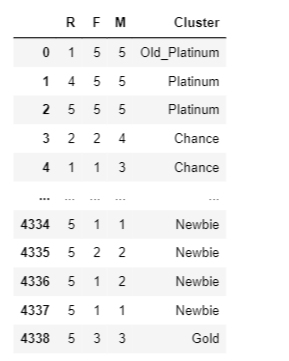 R F M Cluster
0 1 5 5 Old_Platinum
1 4 5 5 Platinum
2 5 5 5 Platinum
3 2 2 4 Chance
4 1 1 3 Chance
... ... ... ... ...
4334 5 1 1 Newbie
4335 5 2 2 Newbie
4336 5 1 2 Newbie
4337 5 1 1 Newbie
4338 5 3 3 Gold